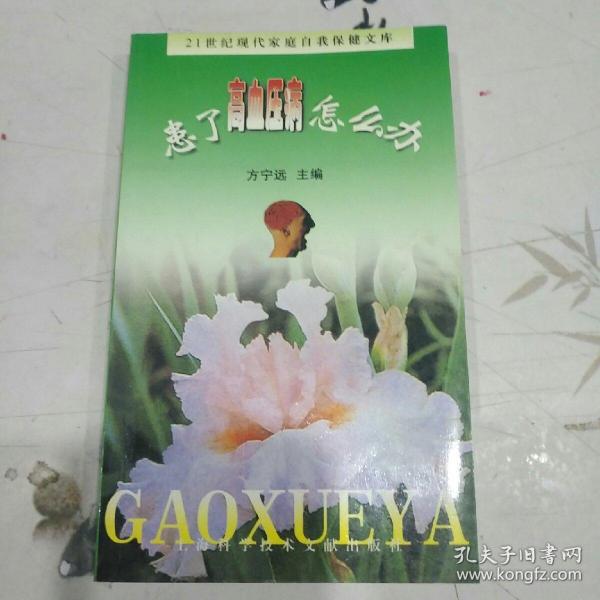 21世纪现代家庭自我保健文库
患了高血压病怎么办
方宁远 主编
GAOXUEYA
上海科学技术文献出版社
孔夫子旧书网
www.kongfz.com